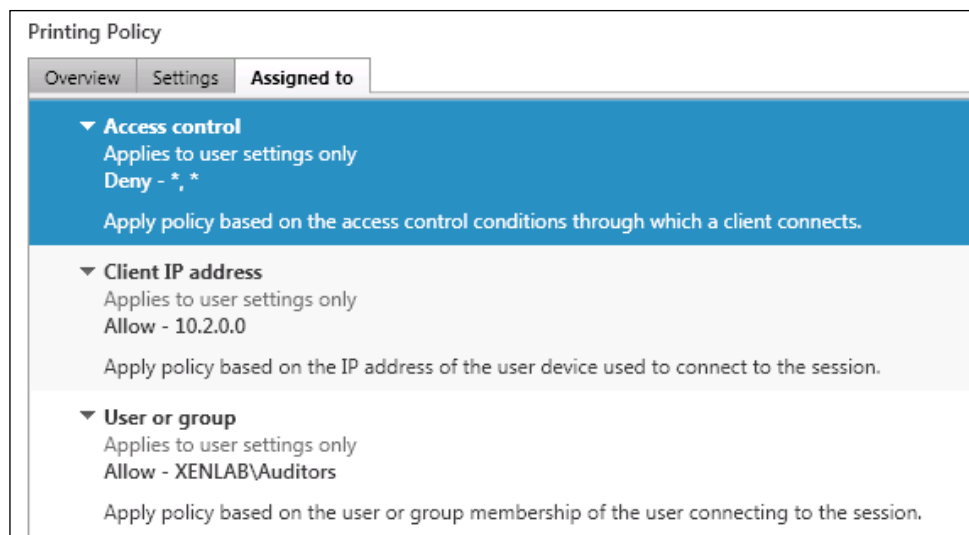 Printing Policy
Overview Settings Assigned to
Access control
Applies to user settings only
Deny - *, *
Apply policy based on the access control conditions through which a client connects.
Client IP address
Applies to user settings only
Allow - 10.2.0.0
Apply policy based on the IP address of the user device used to connect to the session.
User or group
Applies to user settings only
Allow - XENLAB\Auditors
Apply policy based on the user or group membership of the user connecting to the session.